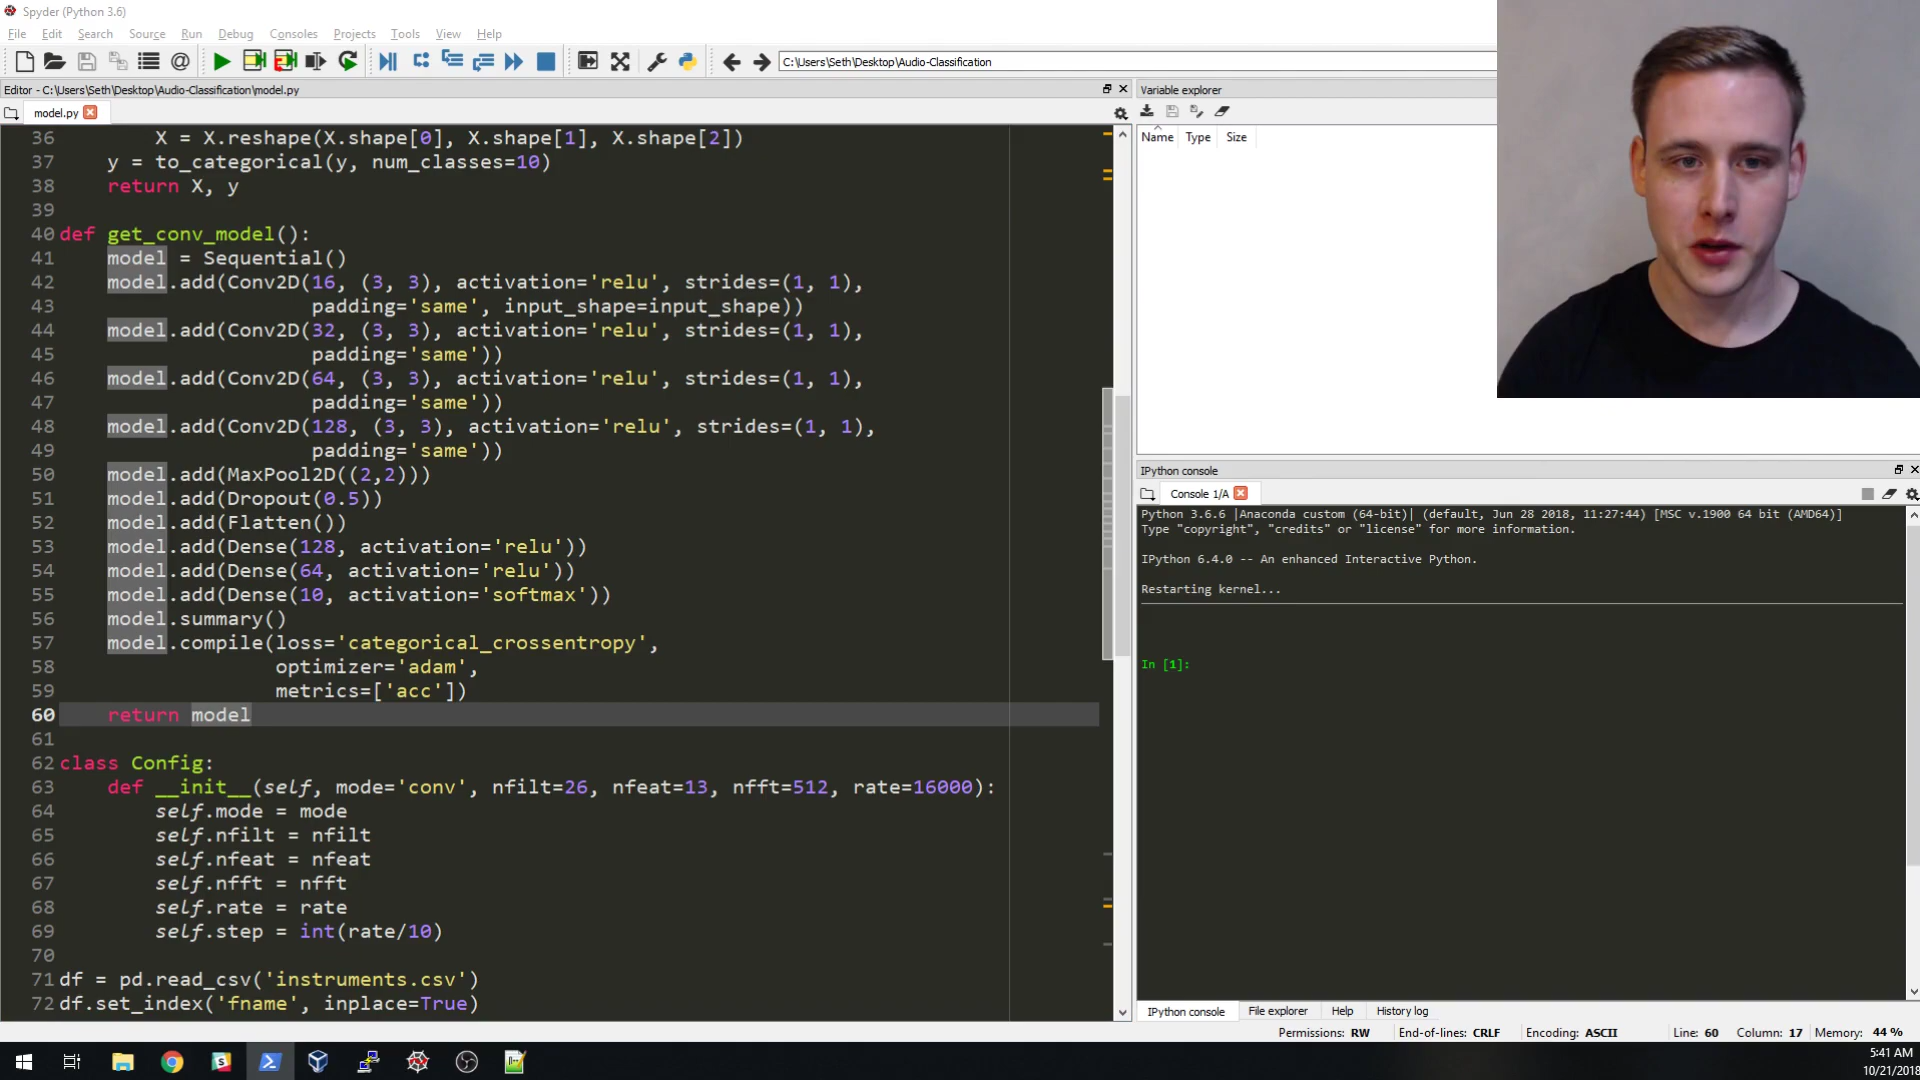 Spyder (Python 3.6)
File Edit Search Source Run Debug Consoles Projects Tools View Help
C:\Users\Seth\Desktop\Audio-Classification
Editor - C:\Users\Seth\Desktop\Audio-Classification\model.py
model.py
36 X = X.reshape(X.shape[0], X.shape[1], X.shape[2])
37 y = to_categorical(y, num_classes=10)
38 return X, y
39
40 def get_conv_model():
41 model = Sequential()
42 model.add(Conv2D(16, (3, 3), activation='relu', strides=(1, 1),
43 padding='same', input_shape=input_shape))
44 model.add(Conv2D(32, (3, 3), activation='relu', strides=(1, 1),
45 padding='same'))
46 model.add(Conv2D(64, (3, 3), activation='relu', strides=(1, 1),
47 padding='same'))
48 model.add(Conv2D(128, (3, 3), activation='relu', strides=(1, 1),
49 padding='same'))
50 model.add(MaxPool2D((2,2)))
51 model.add(Dropout(0.5))
52 model.add(Flatten())
53 model.add(Dense(128, activation='relu'))
54 model.add(Dense(64, activation='relu'))
55 model.add(Dense(10, activation='softmax'))
56 model.summary()
57 model.compile(loss='categorical_crossentropy',
58 optimizer='adam',
59 metrics=['acc'])
60 return model
61
62 class Config:
63 def __init__(self, mode='conv', nfilt=26, nfeat=13, nfft=512, rate=16000):
64 self.mode = mode
65 self.nfilt = nfilt
66 self.nfeat = nfeat
67 self.nfft = nfft
68 self.rate = rate
69 self.step = int(rate/10)
70
71 df = pd.read_csv('instruments.csv')
72 df.set_index('fname', inplace=True)
Variable explorer
Name Type Size
IPython console
Console 1/A
Python 3.6.6 |Anaconda custom (64-bit)| (default, Jun 28 2018, 11:27:44) [MSC v.1900 64 bit (AMD64)]
Type "copyright", "credits" or "license" for more information.
IPython 6.4.0 -- An enhanced Interactive Python.
Restarting kernel...
In [1]:
IPython console File explorer Help History log
Permissions: RW End-of-lines: CRLF Encoding: ASCII Line: 60 Column: 17 Memory: 44 %
5:41 AM
10/21/2018